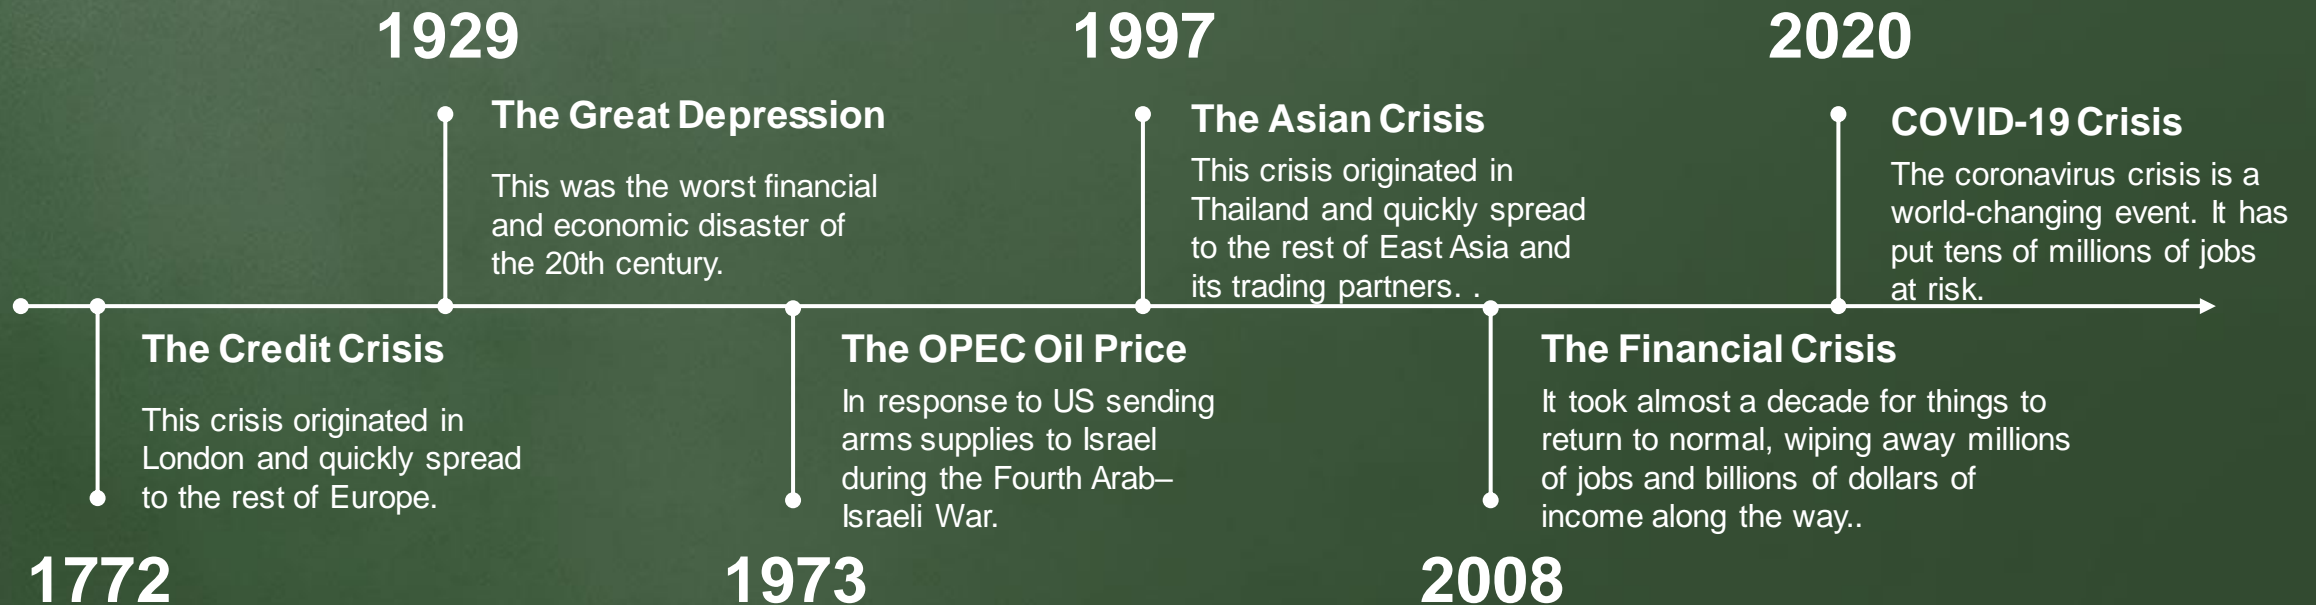 1929
1997
2020
The Great Depression
This was the worst financial
and economic disaster of
the 20th century.
The Asian Crisis
This crisis originated in
Thailand and quickly spread
to the rest of East Asia and
its trading partners. .
COVID-19 Crisis
The coronavirus crisis is a
world-changing event. It has
put tens of millions of jobs
at risk.
The Credit Crisis
This crisis originated in
London and quickly spread
to the rest of Europe.
The OPEC Oil Price
In response to US sending
arms supplies to Israel
during the Fourth Arab–
Israeli War.
The Financial Crisis
It took almost a decade for things to
return to normal, wiping away millions
of jobs and billions of dollars of
income along the way..
1772
1973
2008